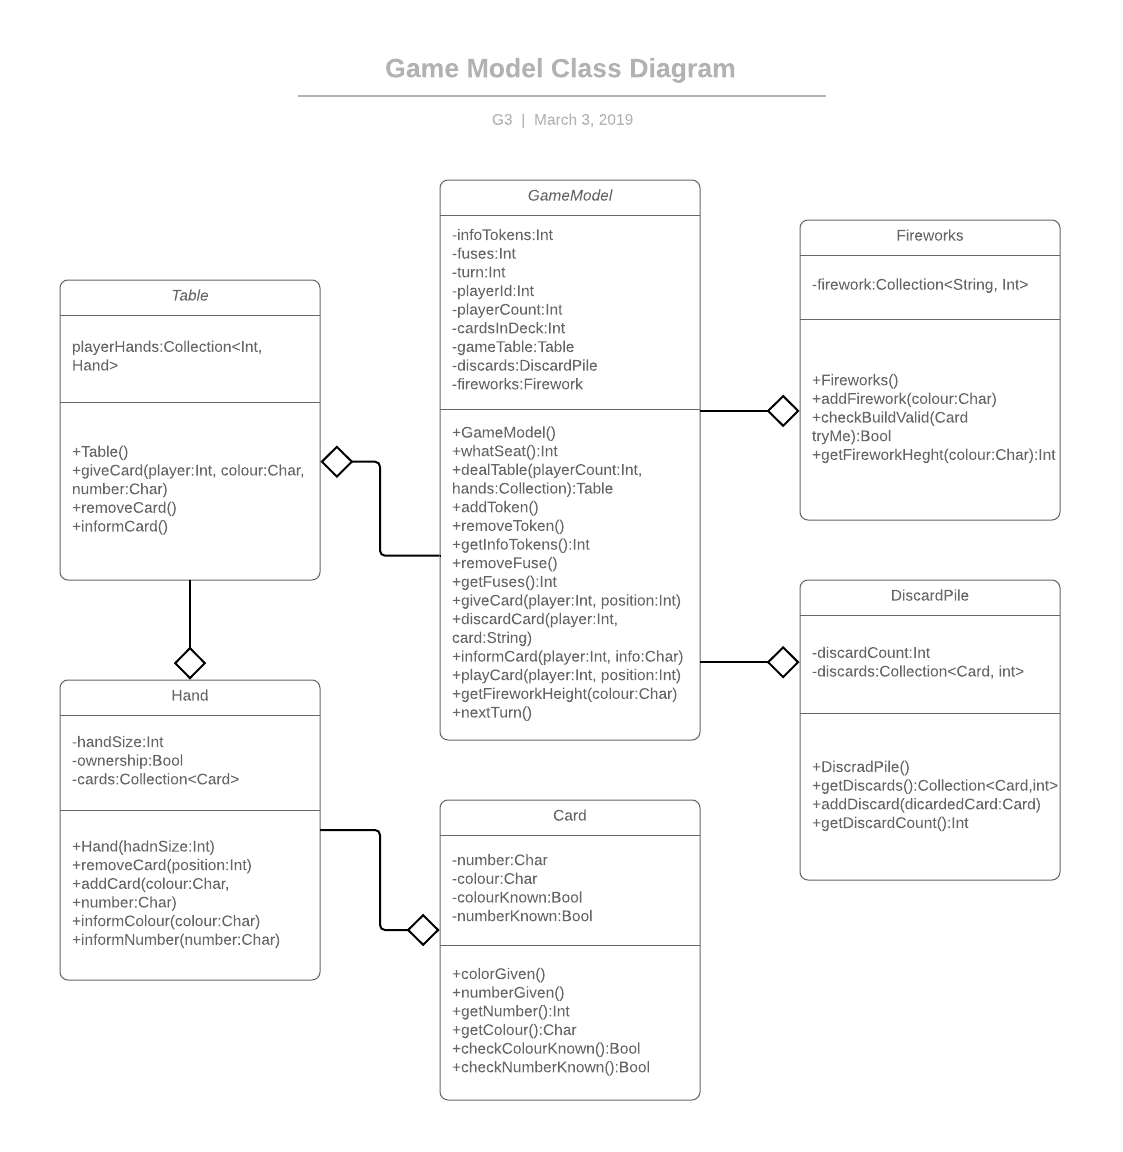 Game Model Class Diagram
G3 | March 3, 2019
GameModel
-infoTokens:Int
-fuses:Int
-turn:Int
-playerId:Int
-playerCount:Int
-cardsInDeck:Int
-gameTable:Table
-discards:DiscardPile
-fireworks:Firework
+GameModel()
+whatSeat():Int
+dealTable(playerCount:Int,
hands:Collection):Table
+addToken()
+removeToken()
+getInfoTokens():Int
+removeFuse()
+getFuses():Int
+giveCard(player:Int, position:Int)
+discardCard(player:Int,
card:String)
+informCard(player:Int, info:Char)
+playCard(player:Int, position:Int)
+getFireworkHeight(colour:Char)
+nextTurn()
Fireworks
-firework:Collection<String, Int>
+Fireworks()
+addFirework(colour:Char)
+checkBuildValid(Card
tryMe):Bool
+getFireworkHeght(colour:Char):Int
Table
playerHands:Collection<Int,
Hand>
+Table()
+giveCard(player:Int, colour:Char,
number:Char)
+removeCard()
+informCard()
DiscardPile
-discardCount:Int
-discards:Collection<Card, int>
+DiscradPile()
+getDiscards():Collection<Card,int>
+addDiscard(dicardedCard:Card)
+getDiscardCount():Int
Hand
-handSize:Int
-ownership:Bool
-cards:Collection<Card>
+Hand(hadnSize:Int)
+removeCard(position:Int)
+addCard(colour:Char,
+number:Char)
+informColour(colour:Char)
+informNumber(number:Char)
Card
-number:Char
-colour:Char
-colourKnown:Bool
-numberKnown:Bool
+colorGiven()
+numberGiven()
+getNumber():Int
+getColour():Char
+checkColourKnown():Bool
+checkNumberKnown():Bool